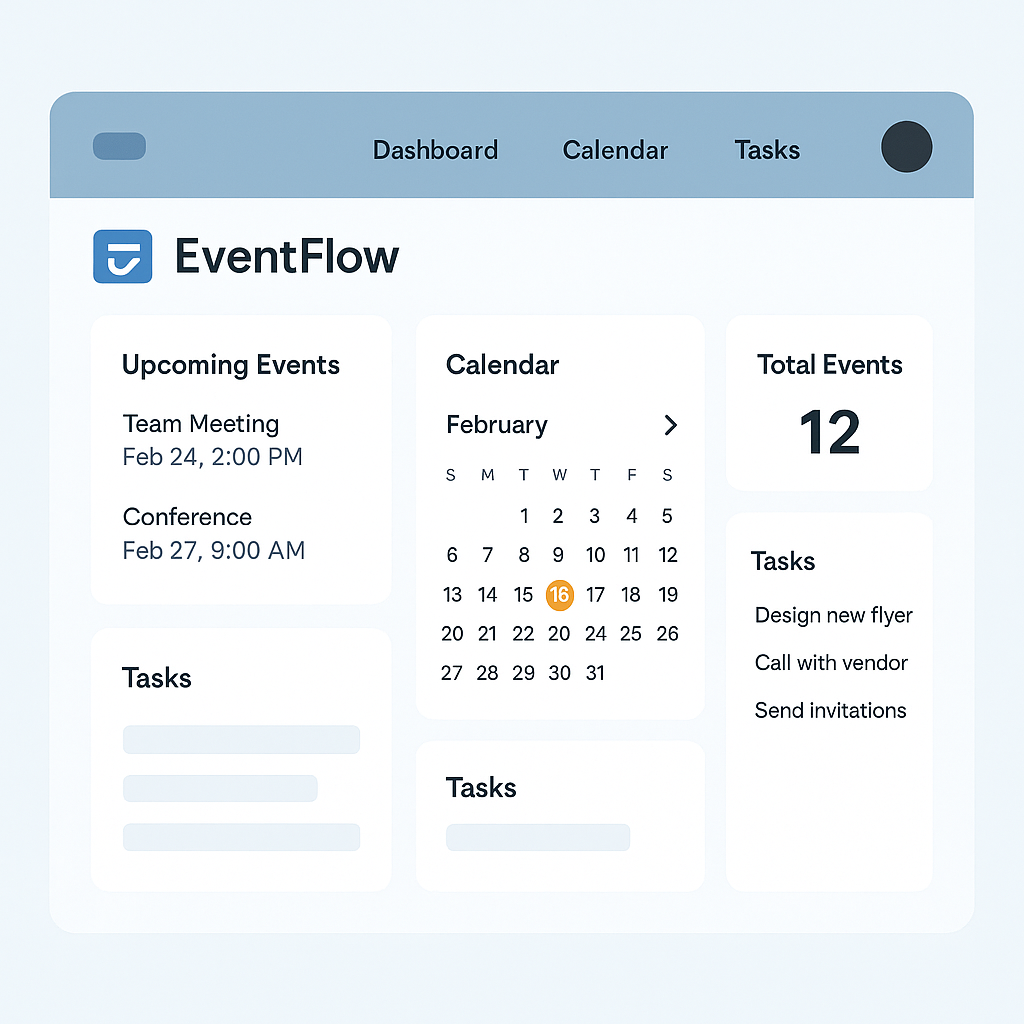 Dashboard Calendar Tasks
EventFlow
Upcoming Events
Team Meeting
Feb 24, 2:00 PM
Conference
Feb 27, 9:00 AM
Tasks
Calendar
February
S M T W T F S
1 2 3 4 5
6 7 8 9 10 11 12
13 14 15 16 17 18 19
20 21 22 20 24 25 26
27 28 29 30 31
Tasks
Total Events
12
Tasks
Design new flyer
Call with vendor
Send invitations